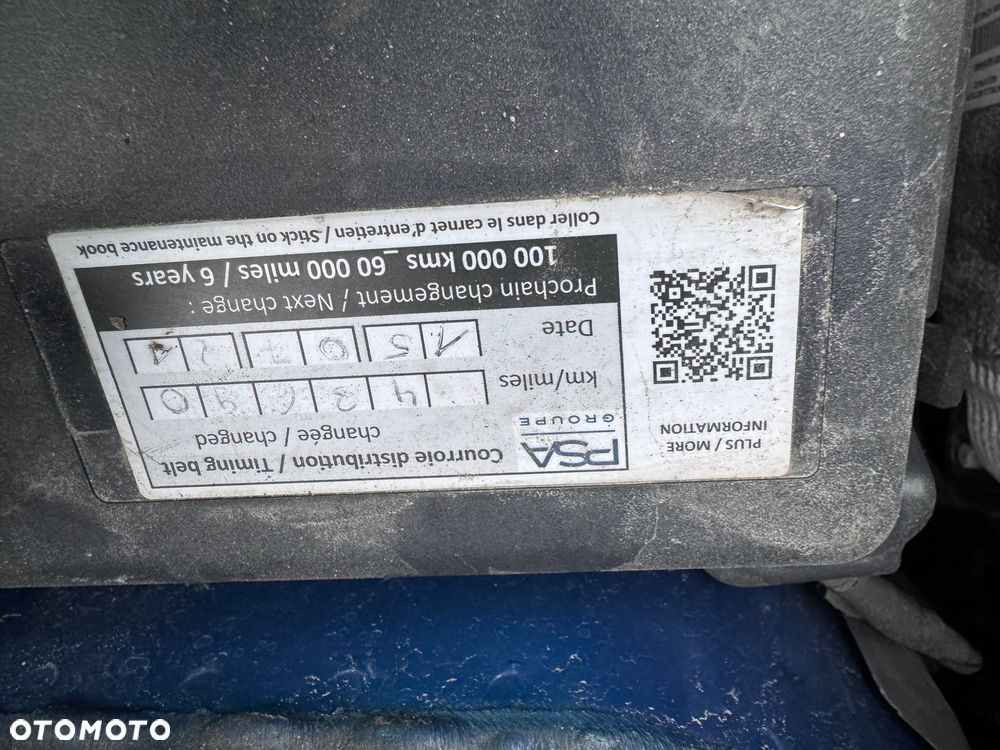 PLUS / MORE
INFORMATION
PSA
GROUPE
Courroie distribution / Timing belt
changée / changed
km/miles
Date 15 07 21
Prochain changement / Next change :
100 000 kms _ 60 000 miles / 6 years
Coller dans le carnet d'entretien / Stick on the maintenance book
OTOMOTO